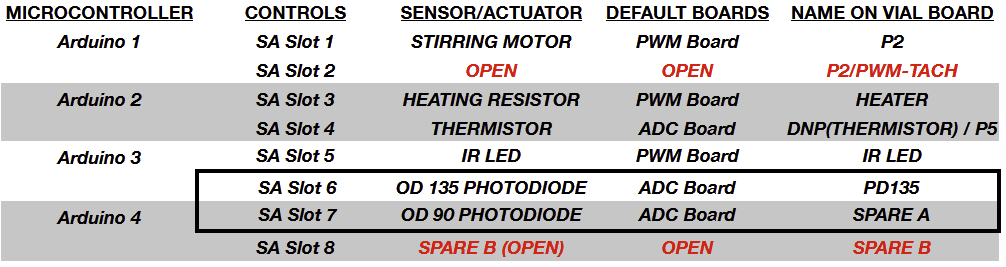 MICROCONTROLLER CONTROLS SENSOR/ACTUATOR DEFAULT BOARDS NAME ON VIAL BOARD
Arduino 1 SA Slot 1 STIRRING MOTOR PWM Board P2
SA Slot 2 OPEN OPEN P2/PWM-TACH
Arduino 2 SA Slot 3 HEATING RESISTOR PWM Board HEATER
SA Slot 4 THERMISTOR ADC Board DNP(THERMISTOR) / P5
Arduino 3 SA Slot 5 IR LED PWM Board IR LED
SA Slot 6 OD 135 PHOTODIODE ADC Board PD135
Arduino 4 SA Slot 7 OD 90 PHOTODIODE ADC Board SPARE A
SA Slot 8 SPARE B (OPEN) OPEN SPARE B